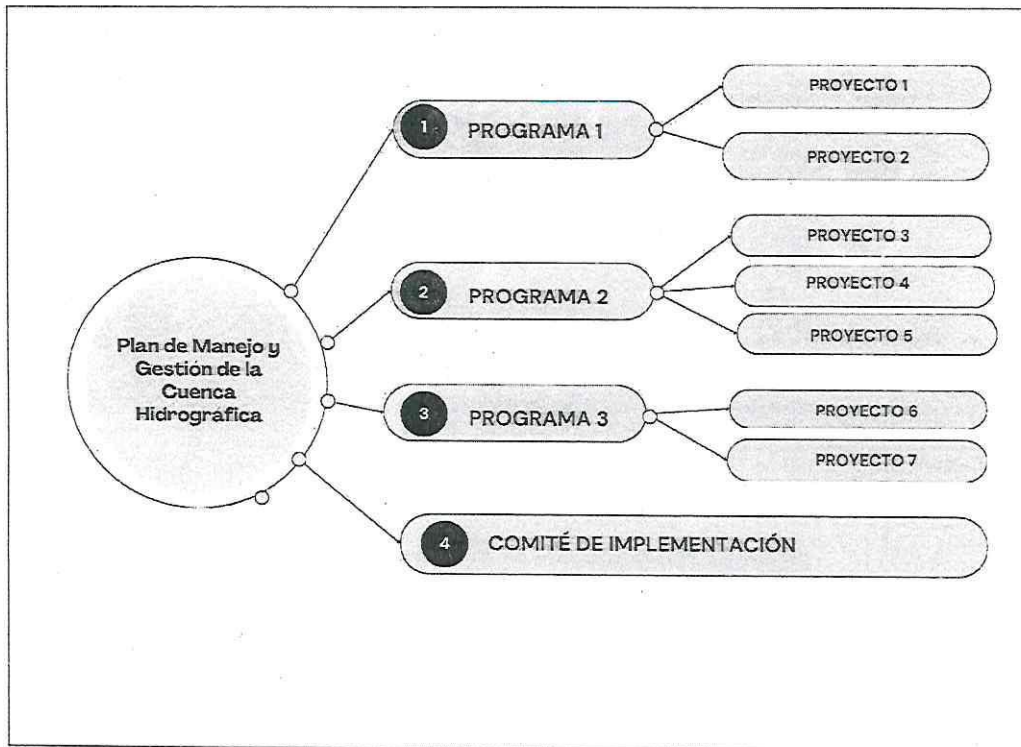 Plan de Manejo y
Gestión de la
Cuenca
Hidrográfica
1 PROGRAMA 1
PROYECTO 1
PROYECTO 2
2 PROGRAMA 2
PROYECTO 3
PROYECTO 4
PROYECTO 5
3 PROGRAMA 3
PROYECTO 6
PROYECTO 7
4 COMITÉ DE IMPLEMENTACIÓN